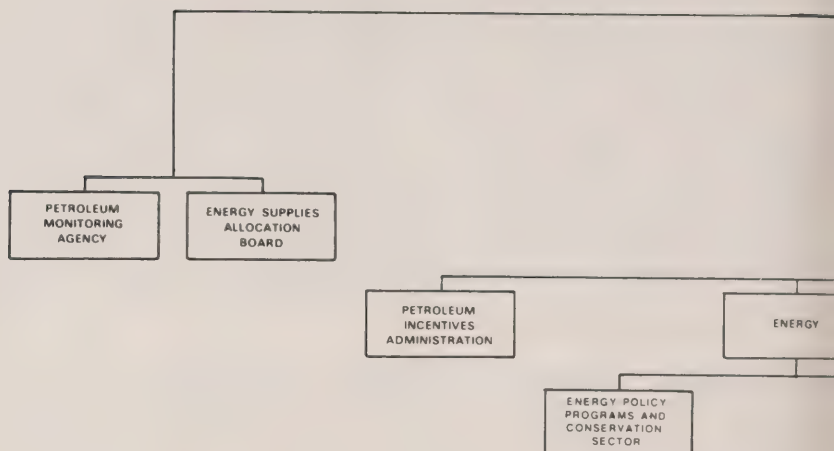 PETROLEUM
MONITORING
AGENCY
ENERGY SUPPLIES
ALLOCATION
BOARD
PETROLEUM
INCENTIVES
ADMINISTRATION
ENERGY
ENERGY POLICY
PROGRAMS AND
CONSERVATION
SECTOR